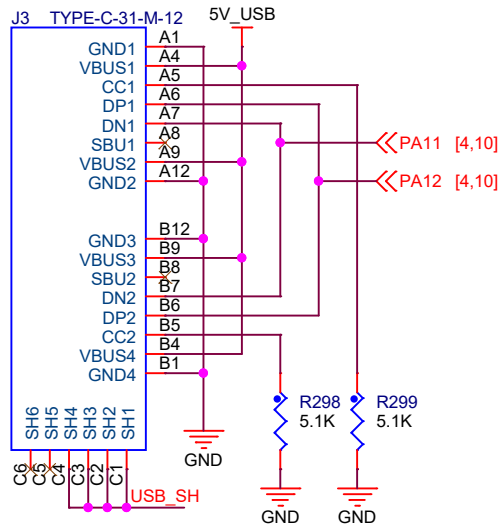 J3 TYPE-C-31-M-12
5V_USB
GND1 A1
VBUS1 A4
CC1 A5
DP1 A6
DN1 A7
SBU1 A8
VBUS2 A9
GND2 A12
PA11 [4,10]
PA12 [4,10]
GND3 B12
VBUS3 B9
SBU2 B8
DN2 B7
DP2 B6
CC2 B5
VBUS4 B4
GND4 B1
SH6 SH5 SH4 SH3 SH2 SH1
C6 C5 C4 C3 C2 C1
USB_SH
GND
R298
5.1K
R299
5.1K
GND
GND